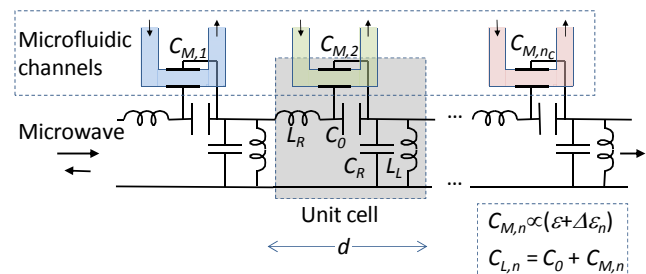 Microfluidic
channels
C_{M,1}
C_{M,2}
C_{M,n_C}
Microwave
L_R
C_0
C_R
L_L
...
...
Unit cell
d
C_{M,n}∝(ε+Δε_n)
C_{L,n} = C_0 + C_{M,n}